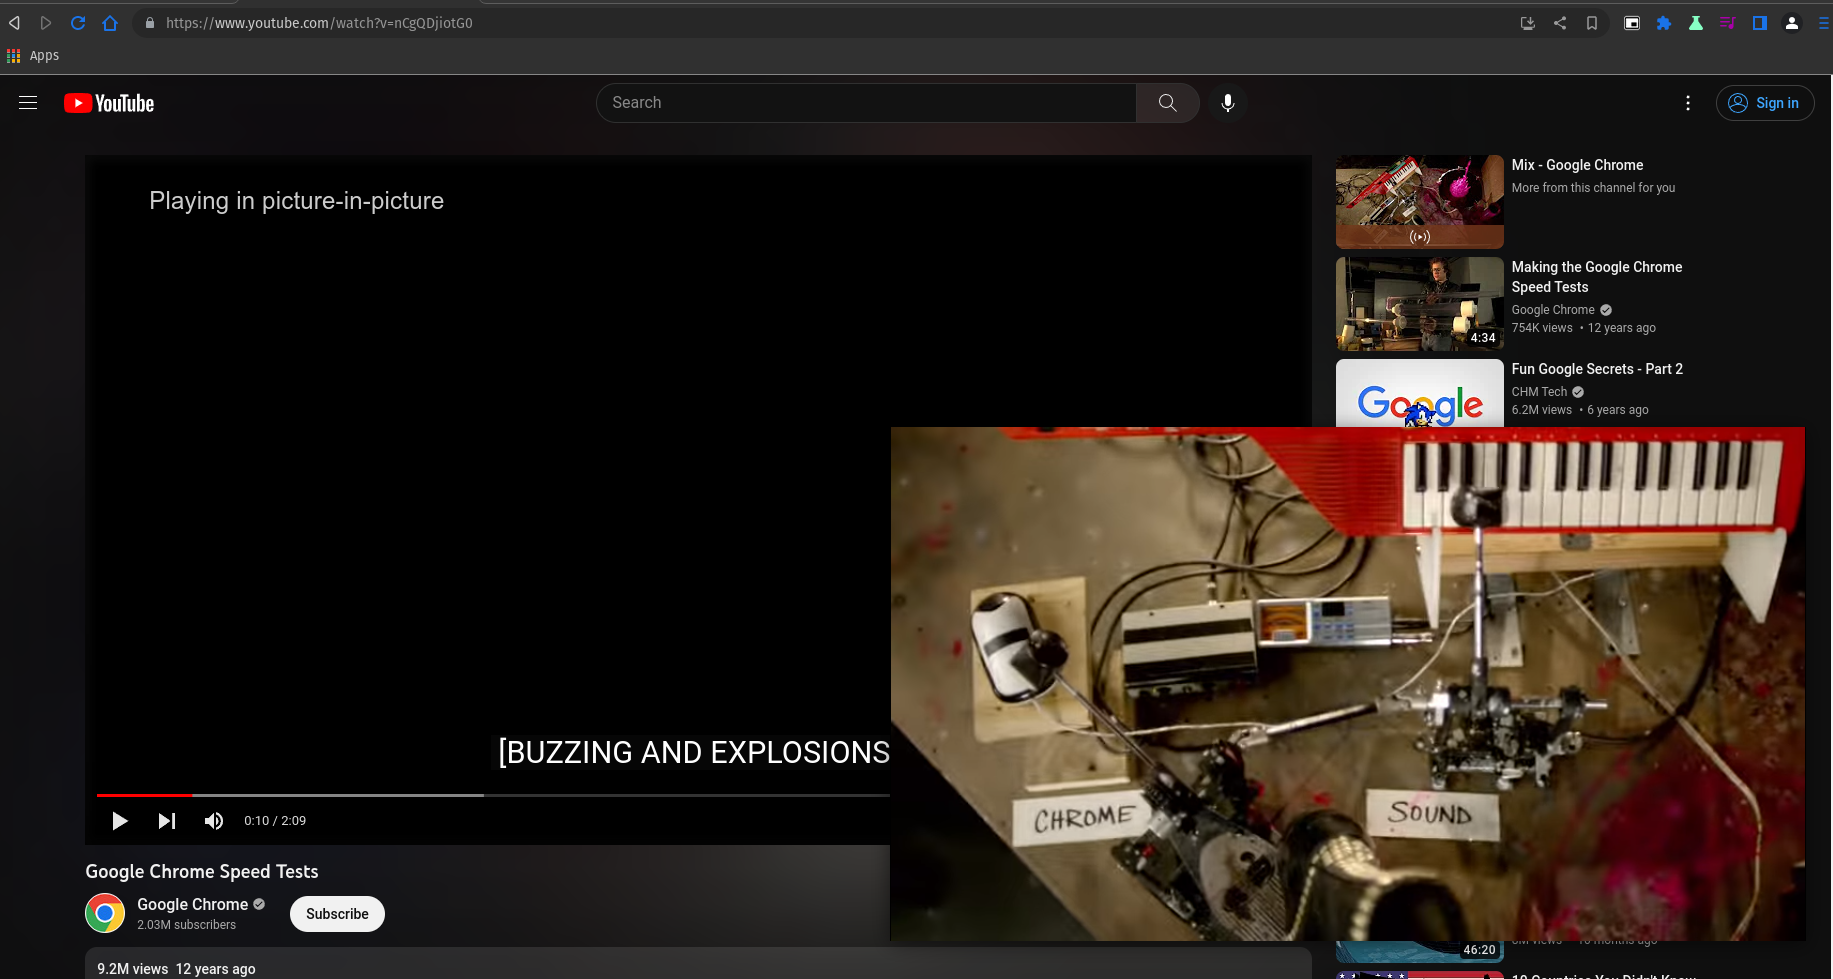 https://www.youtube.com/watch?v=nCgQDjiotG0
Apps
YouTube
Search
Sign in
Playing in picture-in-picture
[BUZZING AND EXPLOSIONS
0:10 / 2:09
Google Chrome Speed Tests
Google Chrome
2.03M subscribers
Subscribe
9.2M views 12 years ago
Mix - Google Chrome
More from this channel for you
Making the Google Chrome
Speed Tests
Google Chrome
754K views • 12 years ago
4:34
Google
Fun Google Secrets - Part 2
CHM Tech
6.2M views • 6 years ago
CHROME
SOUND
46:20